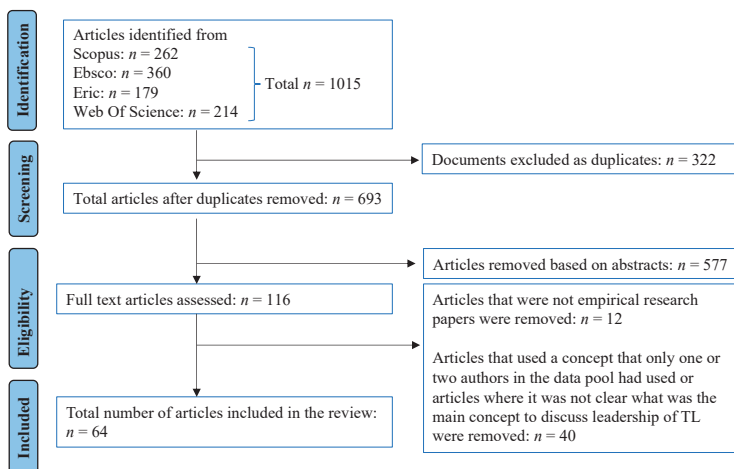 Identification
Articles identified from
Scopus: n = 262
Ebsco: n = 360
Eric: n = 179
Web Of Science: n = 214
Total n = 1015
Screening
Documents excluded as duplicates: n = 322
Total articles after duplicates removed: n = 693
Eligibility
Articles removed based on abstracts: n = 577
Full text articles assessed: n = 116
Articles that were not empirical research
papers were removed: n = 12
Articles that used a concept that only one or
two authors in the data pool had used or
articles where it was not clear what was the
main concept to discuss leadership of TL
were removed: n = 40
Included
Total number of articles included in the review:
n = 64